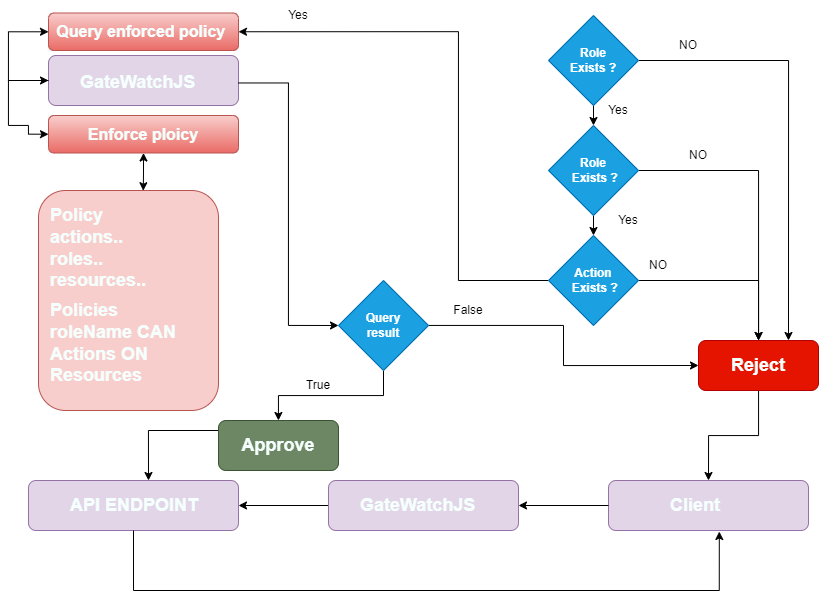 Query enforced policy
Yes
GateWatchJS
Enforce ploicy
Policy
actions..
roles..
resources..
Policies
roleName CAN
Actions ON
Resources
Role
Exists ?
NO
Yes
Role
Exists ?
NO
Yes
Action
Exists ?
NO
Query
result
False
True
Reject
Approve
API ENDPOINT
GateWatchJS
Client